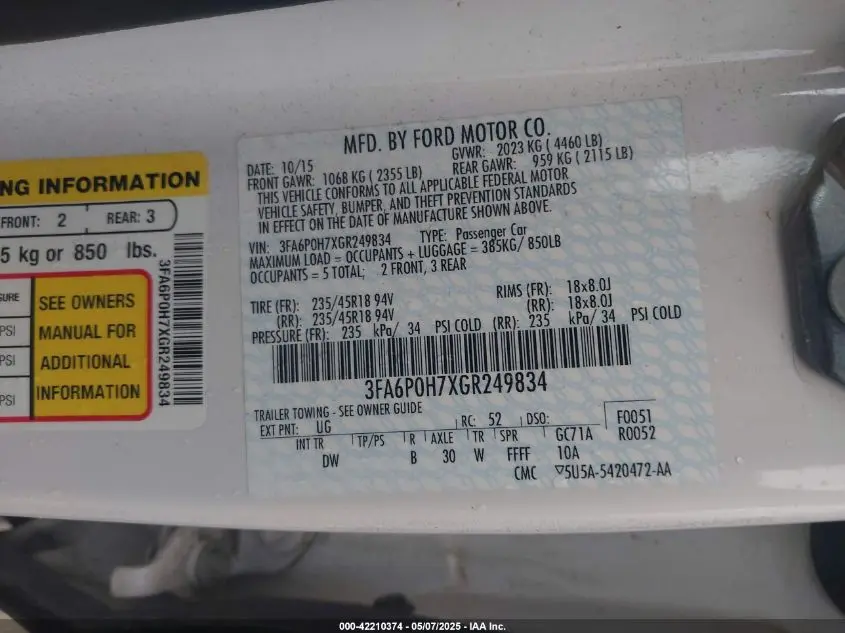 NG INFORMATION
FRONT: 2 REAR: 3
5 kg or 850 lbs.
SURE
PSI
PSI
PSI
SEE OWNERS
MANUAL FOR
ADDITIONAL
INFORMATION
3FA6P0H7XGR249834
MFD. BY FORD MOTOR CO.
DATE: 10/15 GVWR: 2023 KG ( 4460 LB)
FRONT GAWR: 1068 KG ( 2355 LB) REAR GAWR: 959 KG ( 2115 LB)
THIS VEHICLE CONFORMS TO ALL APPLICABLE FEDERAL MOTOR
VEHICLE SAFETY, BUMPER, AND THEFT PREVENTION STANDARDS
IN EFFECT ON THE DATE OF MANUFACTURE SHOWN ABOVE.
VIN: 3FA6P0H7XGR249834 TYPE: Passenger Car
MAXIMUM LOAD = OCCUPANTS + LUGGAGE = 385KG/ 850LB
OCCUPANTS = 5 TOTAL; 2 FRONT, 3 REAR
TIRE (FR): 235/45R18 94V RIMS (FR): 18x8.0J
(RR): 235/45R18 94V (RR): 18x8.0J
PRESSURE (FR): 235 kPa/ 34 PSI COLD (RR): 235 kPa/ 34 PSI COLD
3FA6P0H7XGR249834
TRAILER TOWING - SEE OWNER GUIDE
EXT PNT: UG RC: 52 DSO: F0051
INT TR TP/PS R AXLE TR SPR GC71A R0052
DW B 30 W FFFF 10A
CMC ▽5U5A-5420472-AA
000-42210374 | 05/07/2025 | IAA Inc.